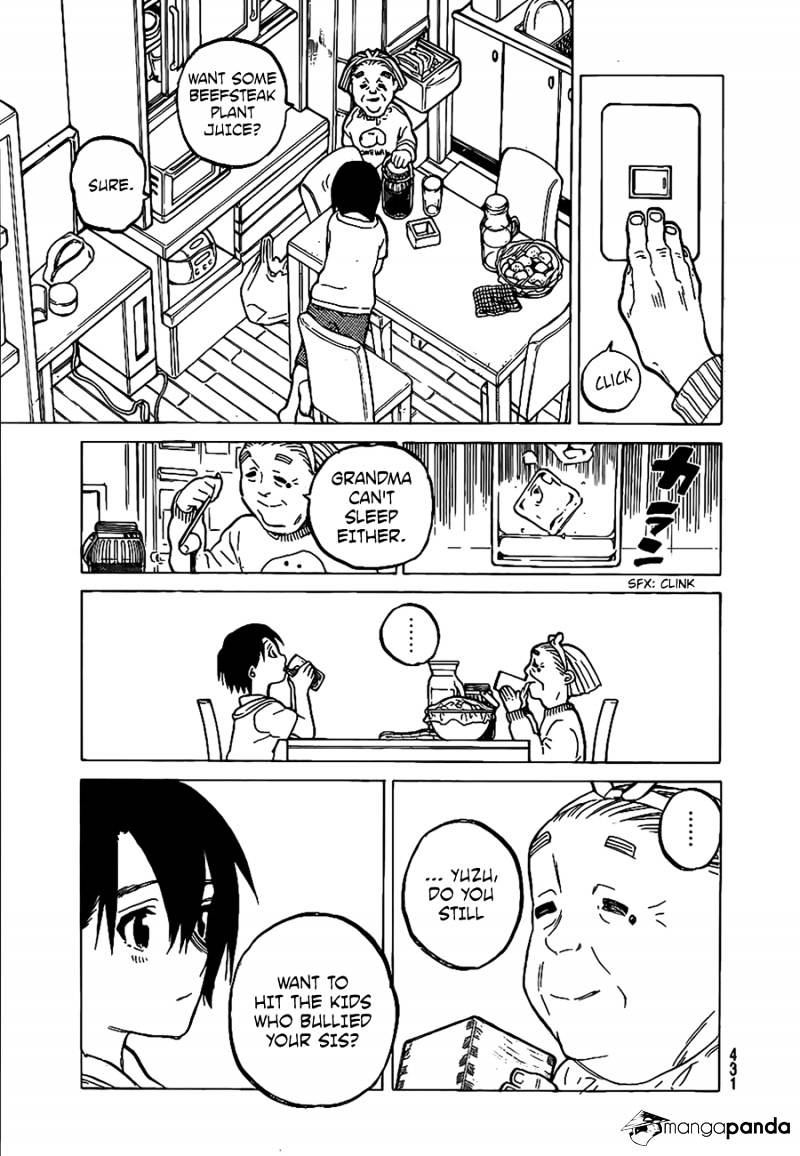 CLICK
WANT SOME
BEEFSTEAK
PLANT
JUICE?
SURE.
カラン
SFX: CLINK
GRANDMA
CAN'T
SLEEP
EITHER.
......
......
... YUZU,
DO YOU
STILL
WANT TO
HIT THE KIDS
WHO BULLIED
YOUR SIS?
431
mangapanda